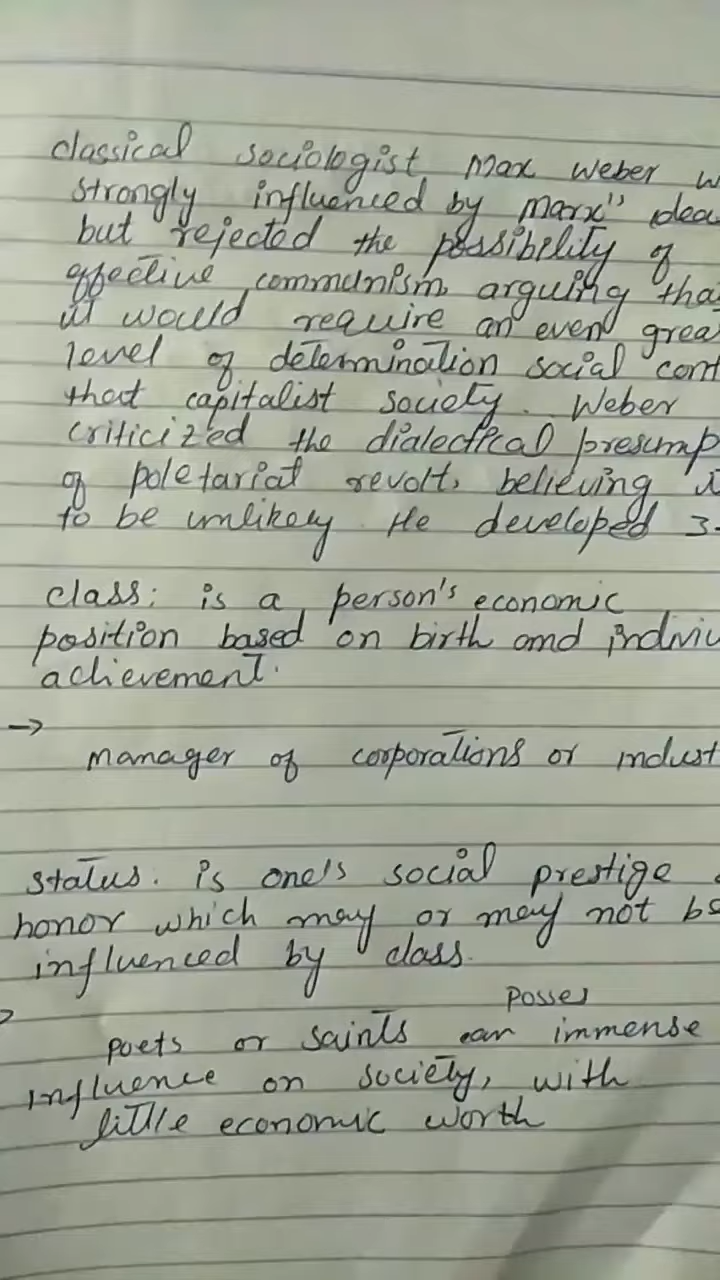 classical sociologist Max Weber w
strongly influenced by Marx'' idea
but rejected the possibility of
effective communism, arguing tha
it would require an even grea
level of determination social cont
that capitalist society. Weber
criticized the dialectical presump
of poletariat revolt, believing i
to be unlikely He developed 3-
class: is a person's economic
position based on birth and indiviu
achievement.
→
manager of corporations or indust
status: is one's social prestige
honor which may or may not be
influenced by class.
posses
poets or saints can immense
influence on society, with
little economic worth